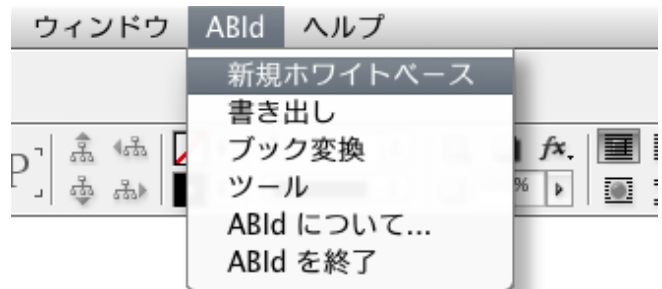 ウィンドウ ABId ヘルプ
新規ホワイトベース
書き出し
ブック変換
ツール
ABId について...
ABId を終了
P
fx.
%